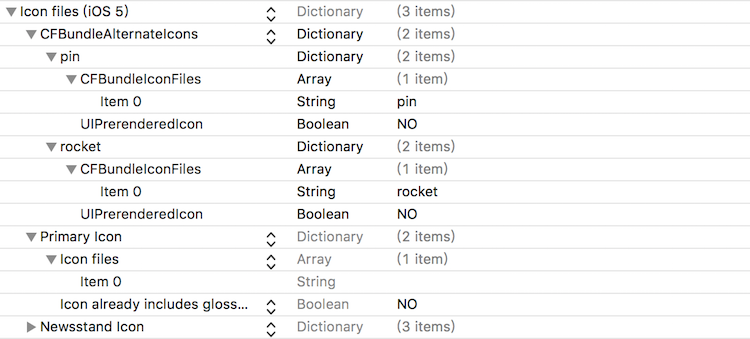 Icon files (iOS 5) Dictionary (3 items)
CFBundleAlternateIcons Dictionary (2 items)
pin Dictionary (2 items)
CFBundleIconFiles Array (1 item)
Item 0 String pin
UIPrerenderedIcon Boolean NO
rocket Dictionary (2 items)
CFBundleIconFiles Array (1 item)
Item 0 String rocket
UIPrerenderedIcon Boolean NO
Primary Icon Dictionary (2 items)
Icon files Array (1 item)
Item 0 String
Icon already includes gloss... Boolean NO
Newsstand Icon Dictionary (3 items)